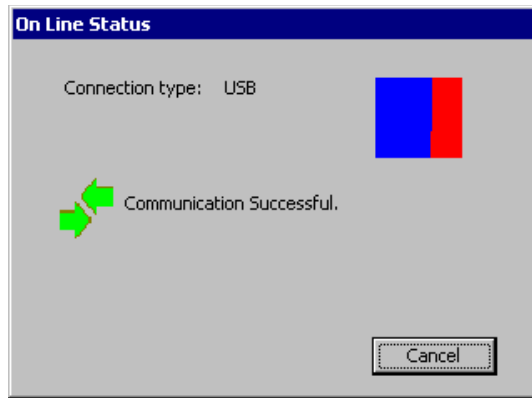 On Line Status
Connection type: USB
Communication Successful.
Cancel